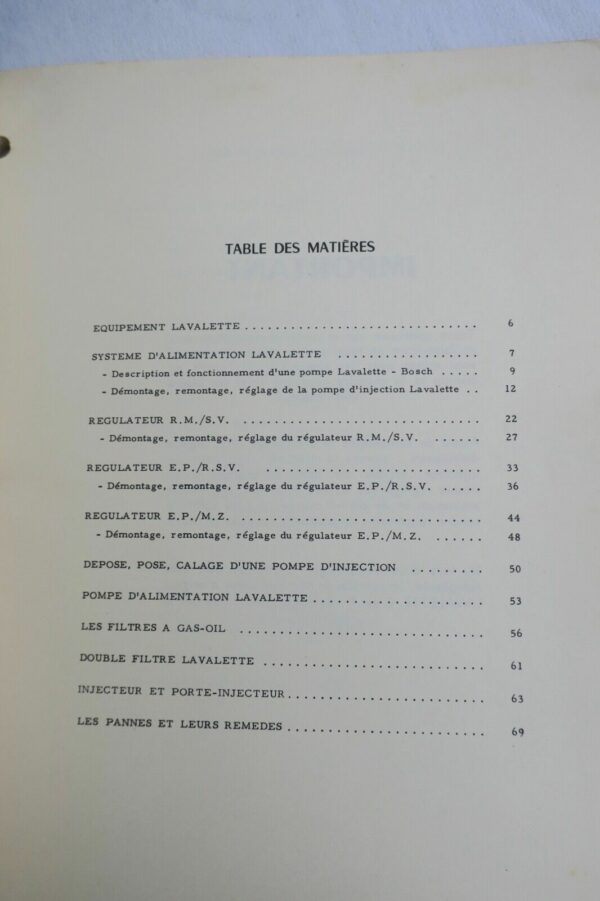 TABLE DES MATIÈRES
EQUIPEMENT LAVALETTE .............................. 6
SYSTEME D'ALIMENTATION LAVALETTE .................. 7
- Description et fonctionnement d'une pompe Lavalette - Bosch ..... 9
- Démontage, remontage, réglage de la pompe d'injection Lavalette .. 12
REGULATEUR R.M./S.V. .............................. 22
- Démontage, remontage, réglage du régulateur R.M./S.V. ...... 27
REGULATEUR E.P./R.S.V. ........................... 33
- Démontage, remontage, réglage du régulateur E.P./R.S.V. ..... 36
REGULATEUR E.P./M.Z. .............................. 44
- Démontage, remontage, réglage du régulateur E.P./M.Z. ...... 48
DEPOSE, POSE, CALAGE D'UNE POMPE D'INJECTION ......... 50
POMPE D'ALIMENTATION LAVALETTE ...................... 53
LES FILTRES A GAS-OIL ............................... 56
DOUBLE FILTRE LAVALETTE ............................ 61
INJECTEUR ET PORTE-INJECTEUR ......................... 63
LES PANNES ET LEURS REMEDES ......................... 69